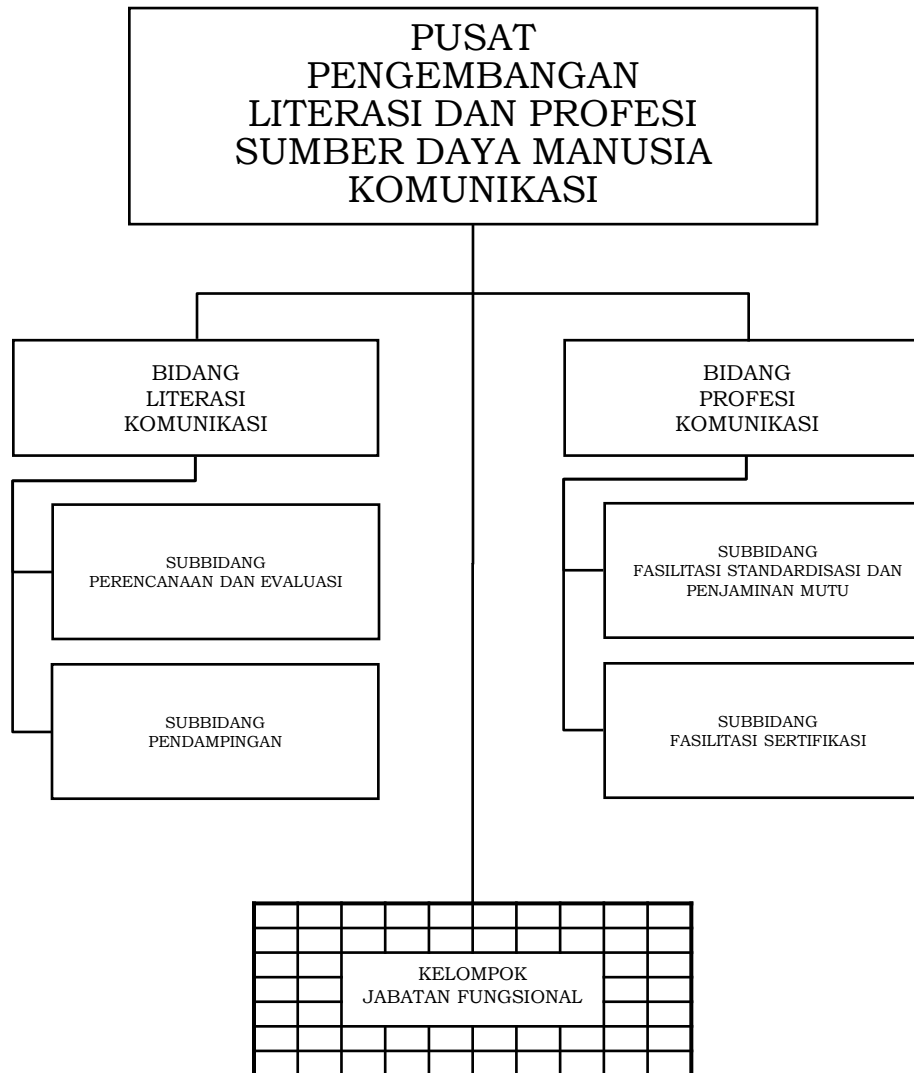 PUSAT
PENGEMBANGAN
LITERASI DAN PROFESI
SUMBER DAYA MANUSIA
KOMUNIKASI
BIDANG
LITERASI
KOMUNIKASI
BIDANG
PROFESI
KOMUNIKASI
SUBBIDANG
PERENCANAAN DAN EVALUASI
SUBBIDANG
FASILITASI STANDARDISASI DAN
PENJAMINAN MUTU
SUBBIDANG
PENDAMPINGAN
SUBBIDANG
FASILITASI SERTIFIKASI
KELOMPOK
JABATAN FUNGSIONAL